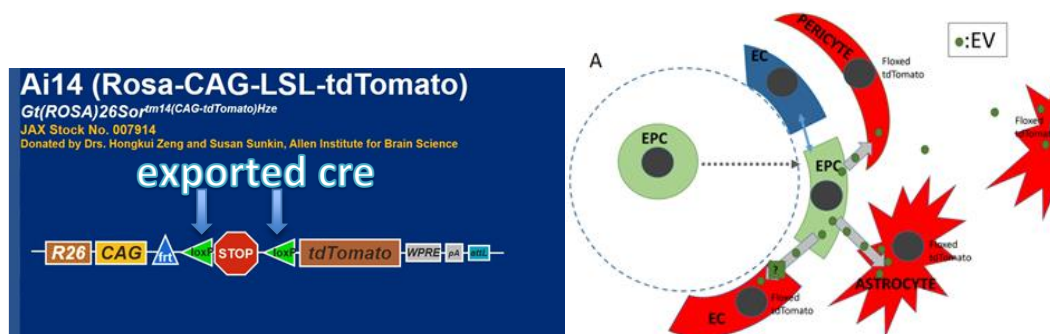 Ai14 (Rosa-CAG-LSL-tdTomato)
Gt(ROSA)26Sortm14(CAG-tdTomato)Hze
JAX Stock No. 007914
Donated by Drs. Hongkui Zeng and Susan Sunkin, Allen Institute for Brain Science
exported cre
R26 CAG frt loxP STOP loxP tdTomato WPRE pA
A
EC
PERICYTE
Floxed
tdTomato
:EV
EPC
EPC
Floxed
tdTomato
Floxed
tdTomato
ASTROCYTE
?
EC
Floxed
tdTomato